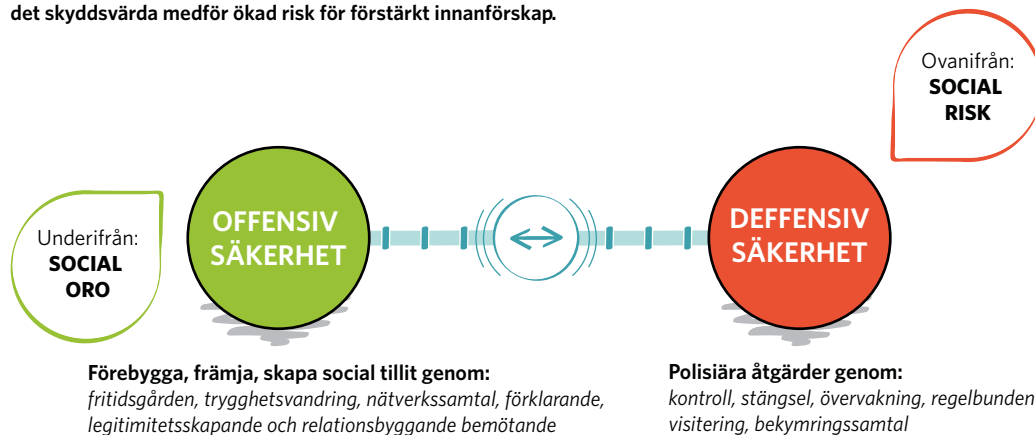 det skyddsvärda medför ökad risk för förstärkt innanförskap.
Ovanifrån:
SOCIAL
RISK
Underifrån:
SOCIAL
ORO
OFFENSIV
SÄKERHET
DEFFENSIV
SÄKERHET
Förebygga, främja, skapa social tillit genom:
fritidsgården, trygghetsvandring, nätverkssamtal, förklarande,
legitimitetsskapande och relationsbyggande bemötande
Polisiära åtgärder genom:
kontroll, stängsel, övervakning, regelbunden
visitering, bekymringssamtal